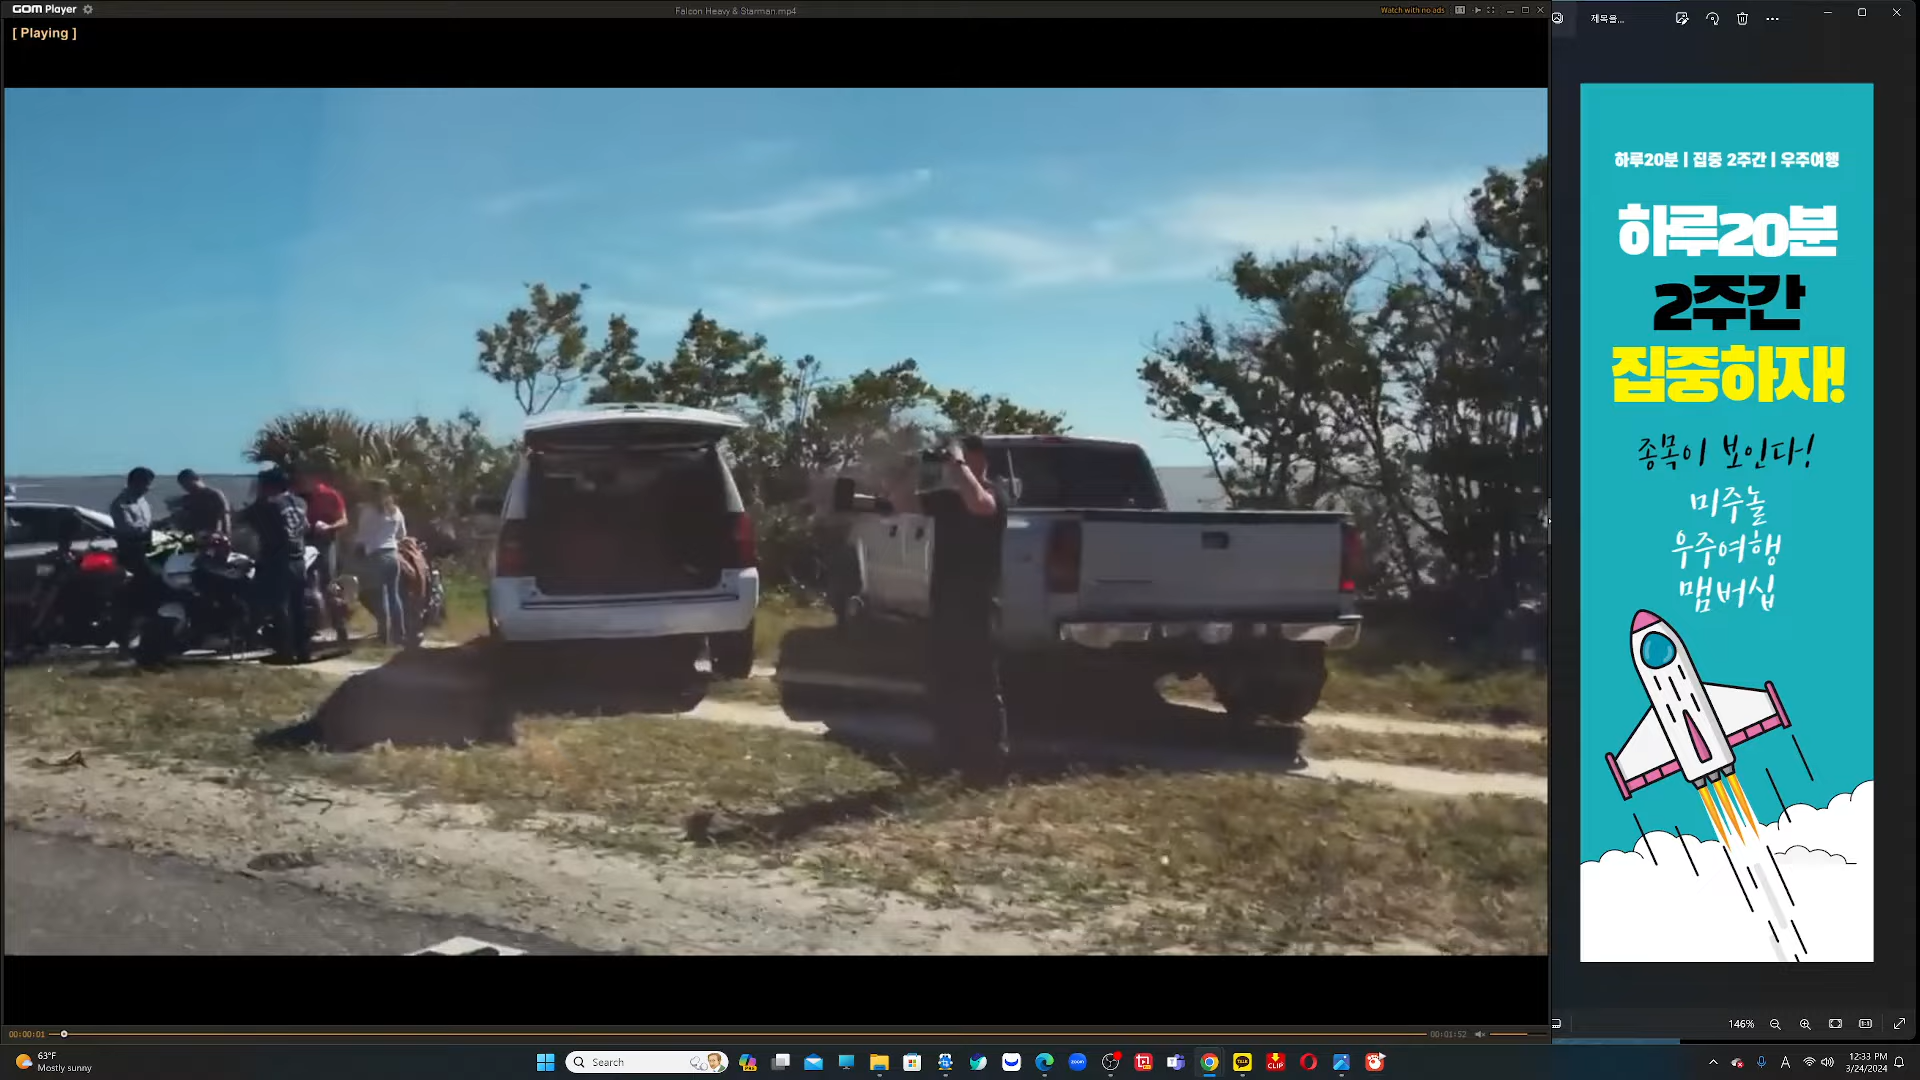 GOM Player
Falcon Heavy & Starman.mp4
Watch with no ads
[ Playing ]
00:00:01
00:01:52
제목을...
하루20분 | 집중 2주간 | 우주여행
하루20분
2주간
집중하자!
종목이 보인다!
미주놀
우주여행
맴버십
146%
63°F
Mostly sunny
Search
CLIP
A
12:33 PM
3/24/2024